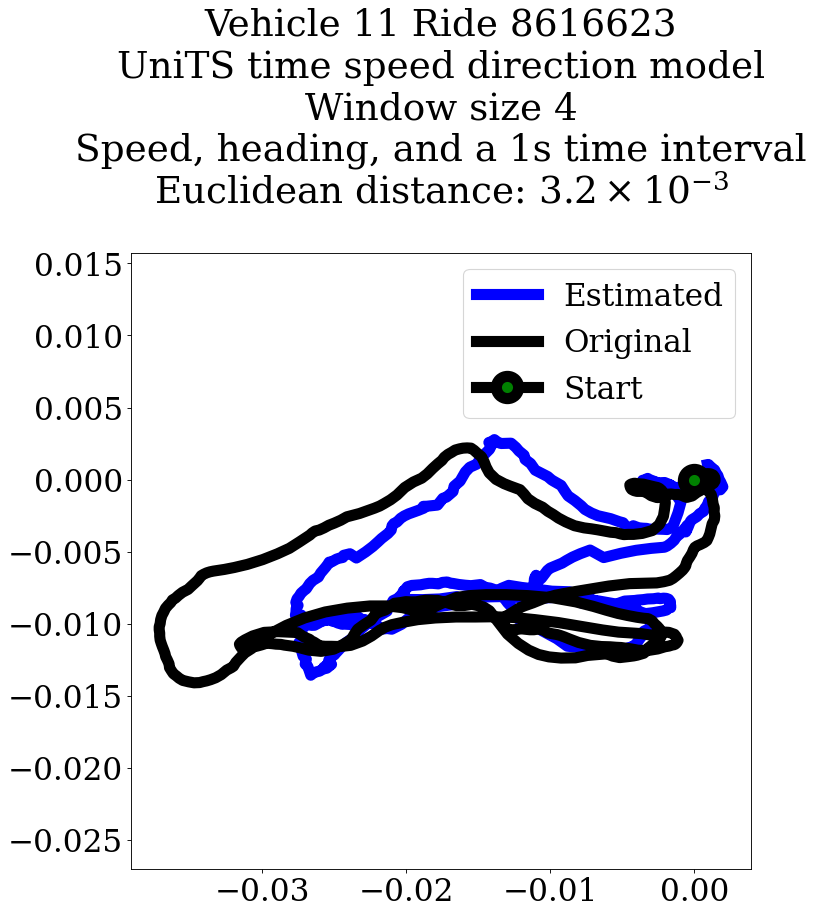 Vehicle 11 Ride 8616623
UniTS time speed direction model
Window size 4
Speed, heading, and a 1s time interval
Euclidean distance: 3.2 × 10⁻³
Estimated
Original
Start
0.015
0.010
0.005
0.000
−0.005
−0.010
−0.015
−0.020
−0.025
−0.03 −0.02 −0.01 0.00